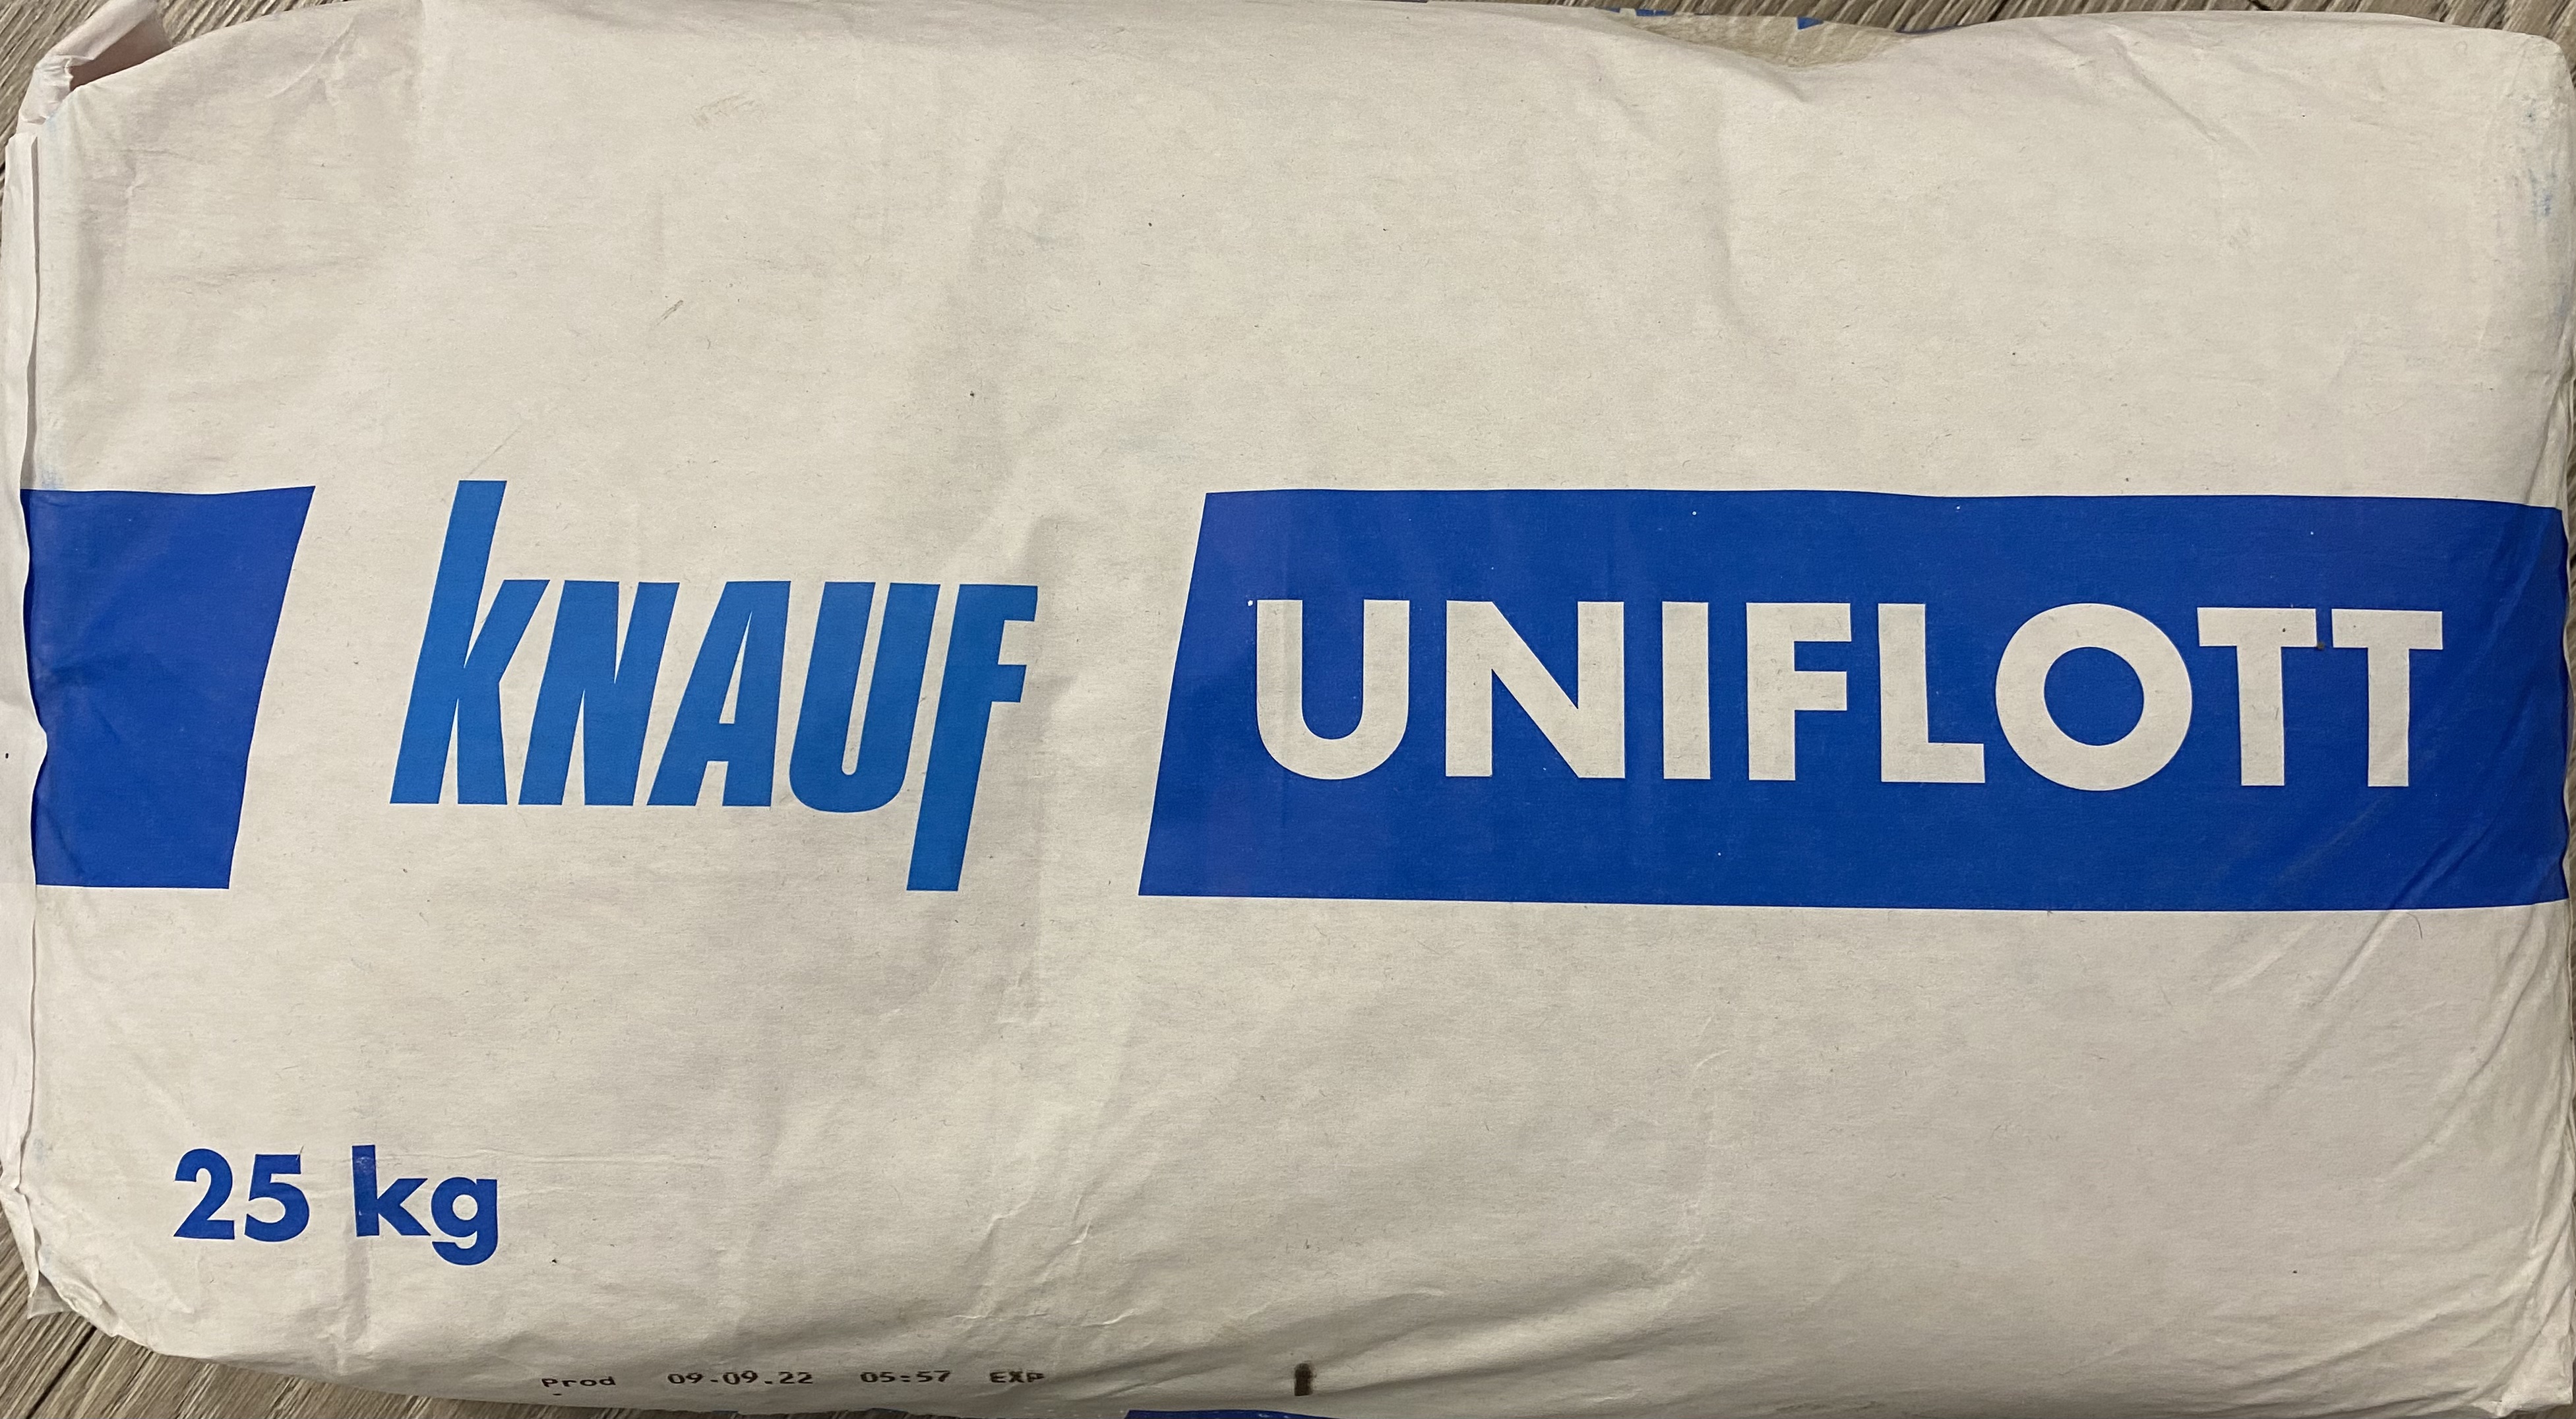 KNAUF UNIFLOTT
25 kg
Prod 09.09.22 05:57 EXP